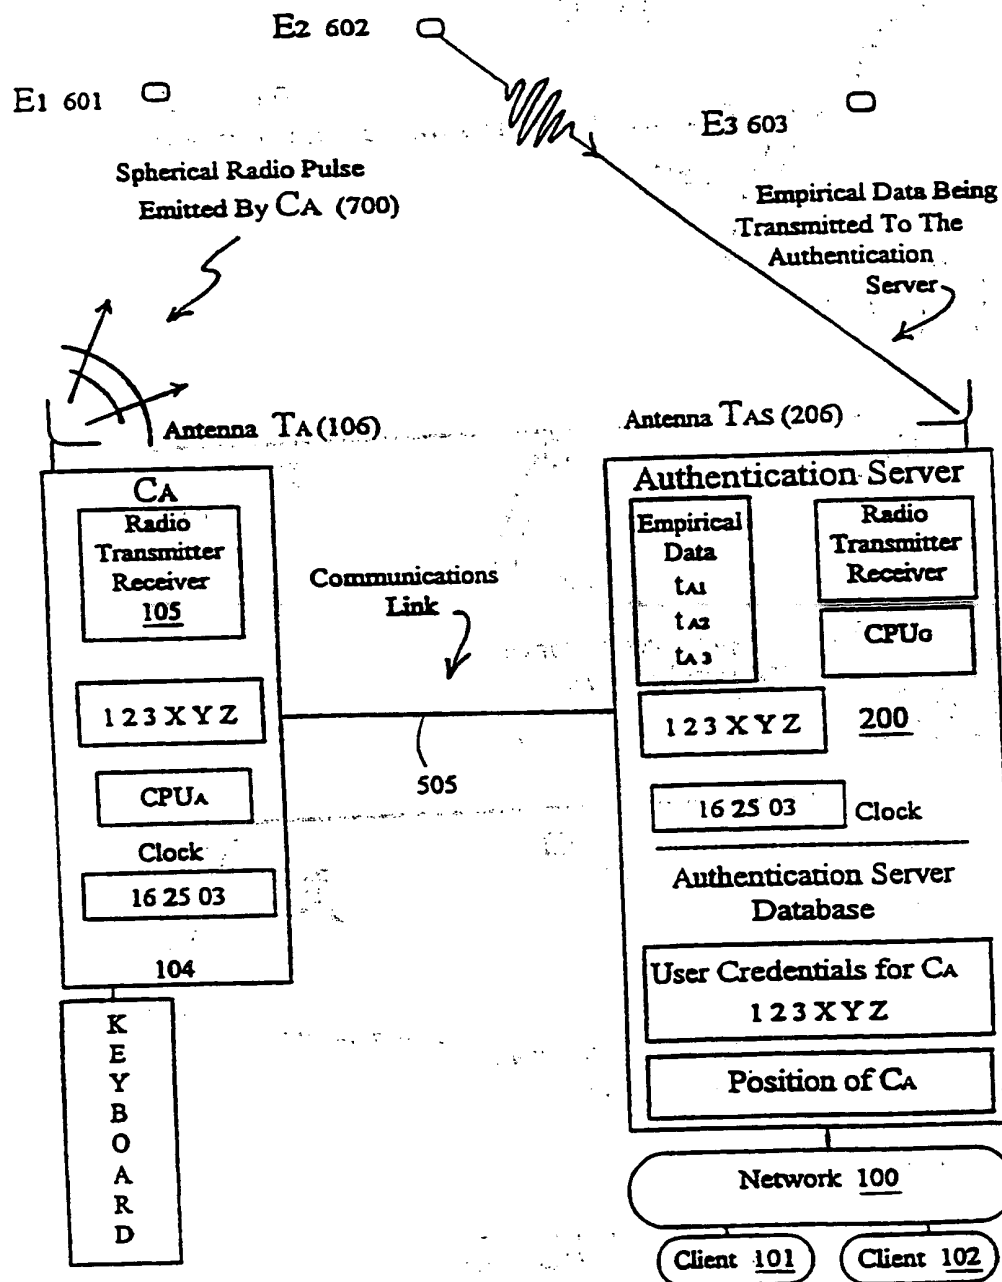 E2 602
E1 601
E3 603
Spherical Radio Pulse
Emitted By CA (700)
Empirical Data Being
Transmitted To The
Authentication
Server
Antenna TA (106)
Antenna TAS (206)
CA
Radio
Transmitter
Receiver
105
1 2 3 X Y Z
CPUA
Clock
16 25 03
104
K
E
Y
B
O
A
R
D
Communications
Link
505
Authentication Server
Empirical
Data
tA1
tA2
tA3
Radio
Transmitter
Receiver
CPUG
1 2 3 X Y Z
200
16 25 03 Clock
Authentication Server
Database
User Credentials for CA
1 2 3 X Y Z
Position of CA
Network 100
Client 101
Client 102